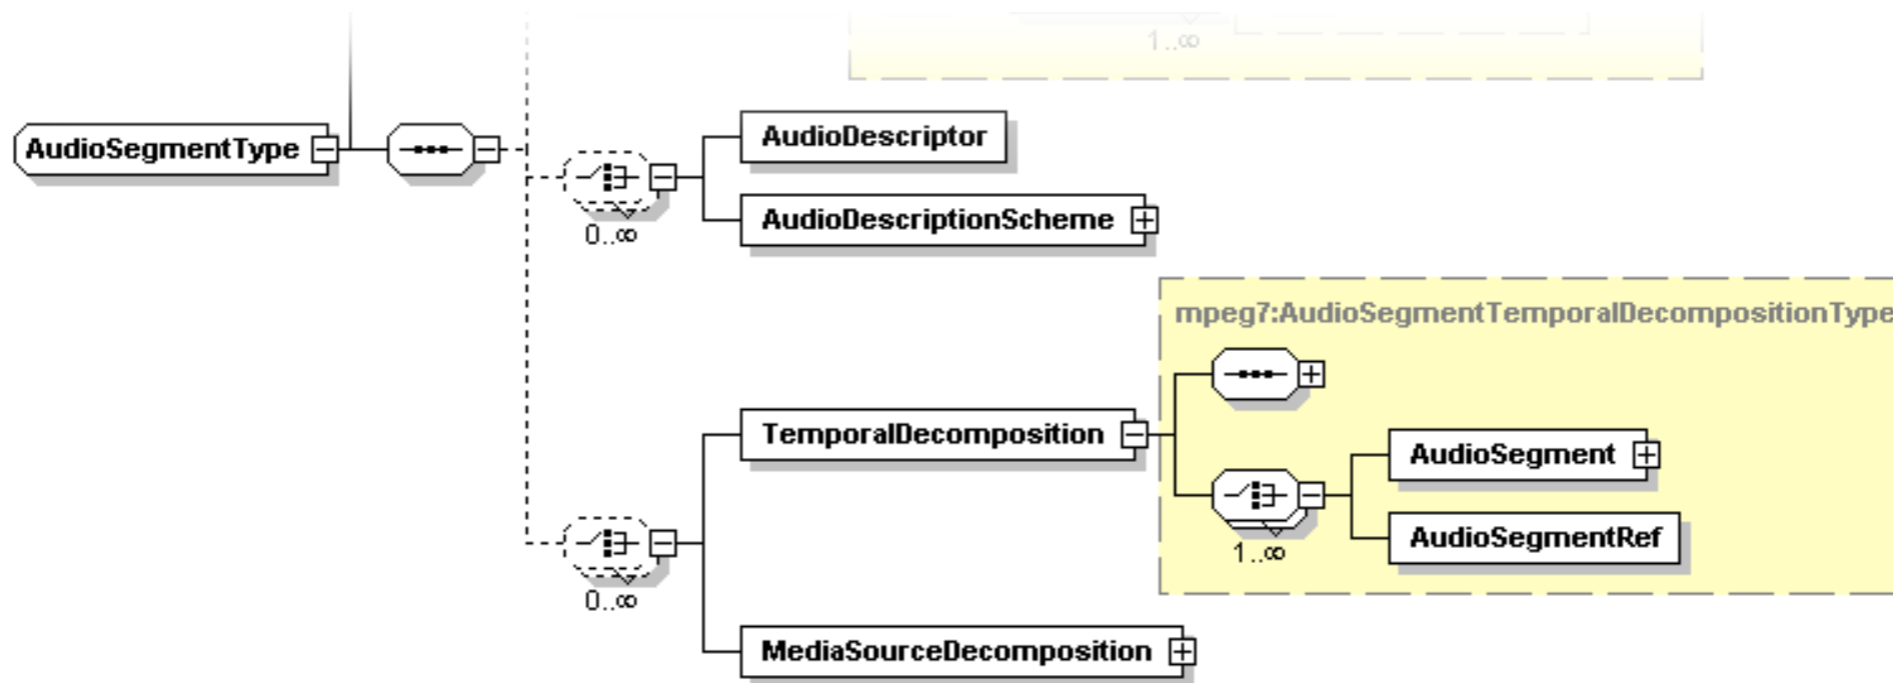 1..∞
AudioSegmentType
AudioDescriptor
0..∞
AudioDescriptionScheme
mpeg7:AudioSegmentTemporalDecompositionType
TemporalDecomposition
AudioSegment
1..∞
AudioSegmentRef
0..∞
MediaSourceDecomposition